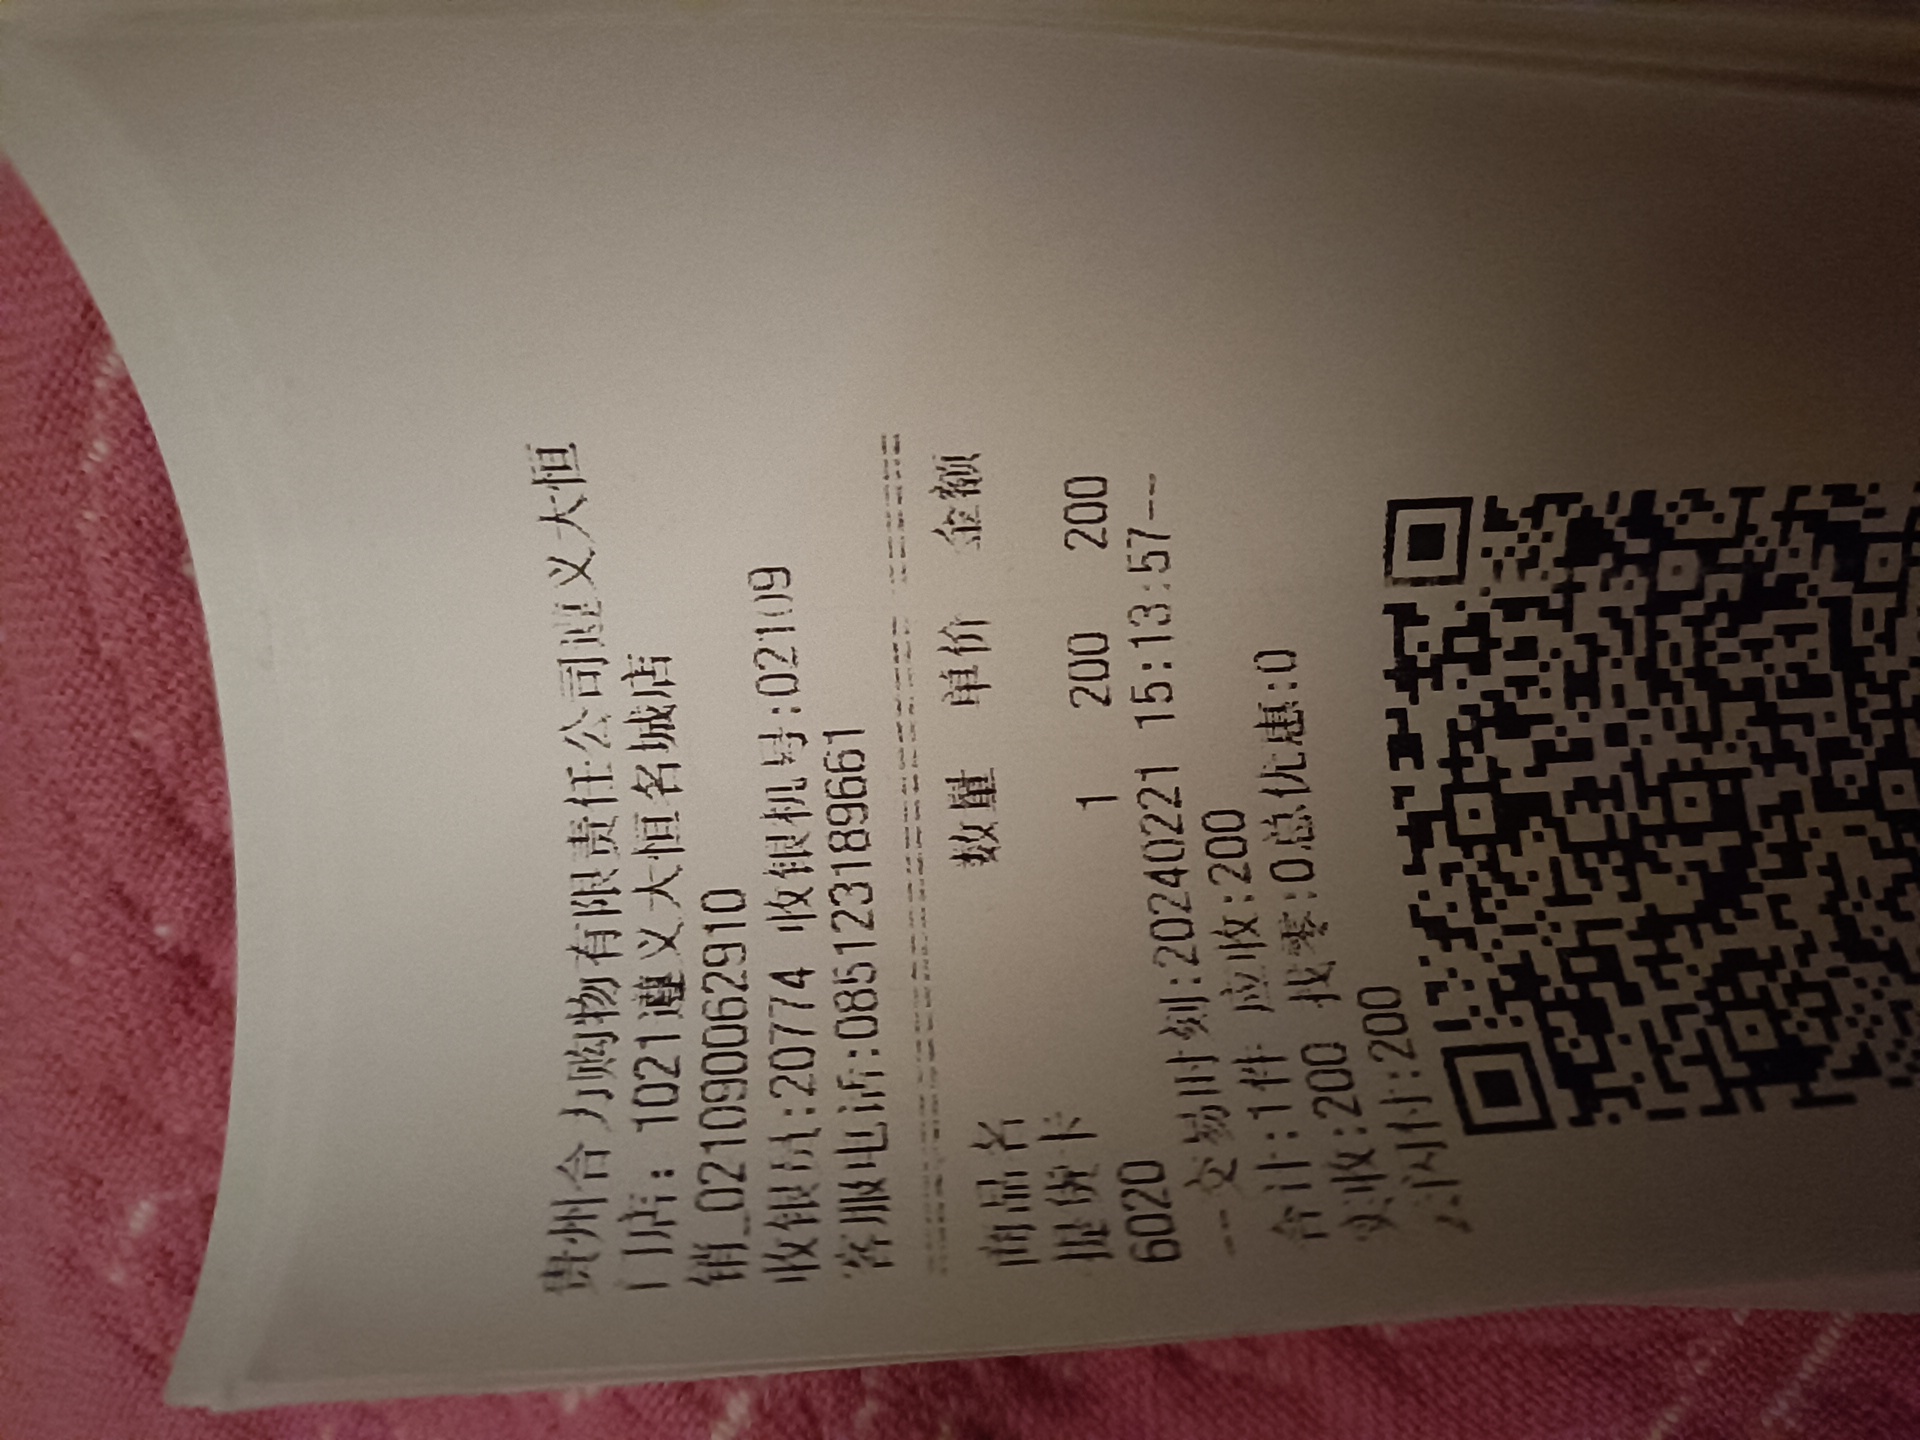 贵州合力购物有限责任公司遵义大恒
门店: 1021遵义大恒名城店
销_021090062910
收银员:20774 收银机号:02109
客服电话:085123189661
商品名 数量 单价 金额
提货卡 1 200 200
6020
--交易时刻:20240221 15:13:57--
合计:1件 应收:200
实收:200 找零:0总优惠:0
云闪付:200